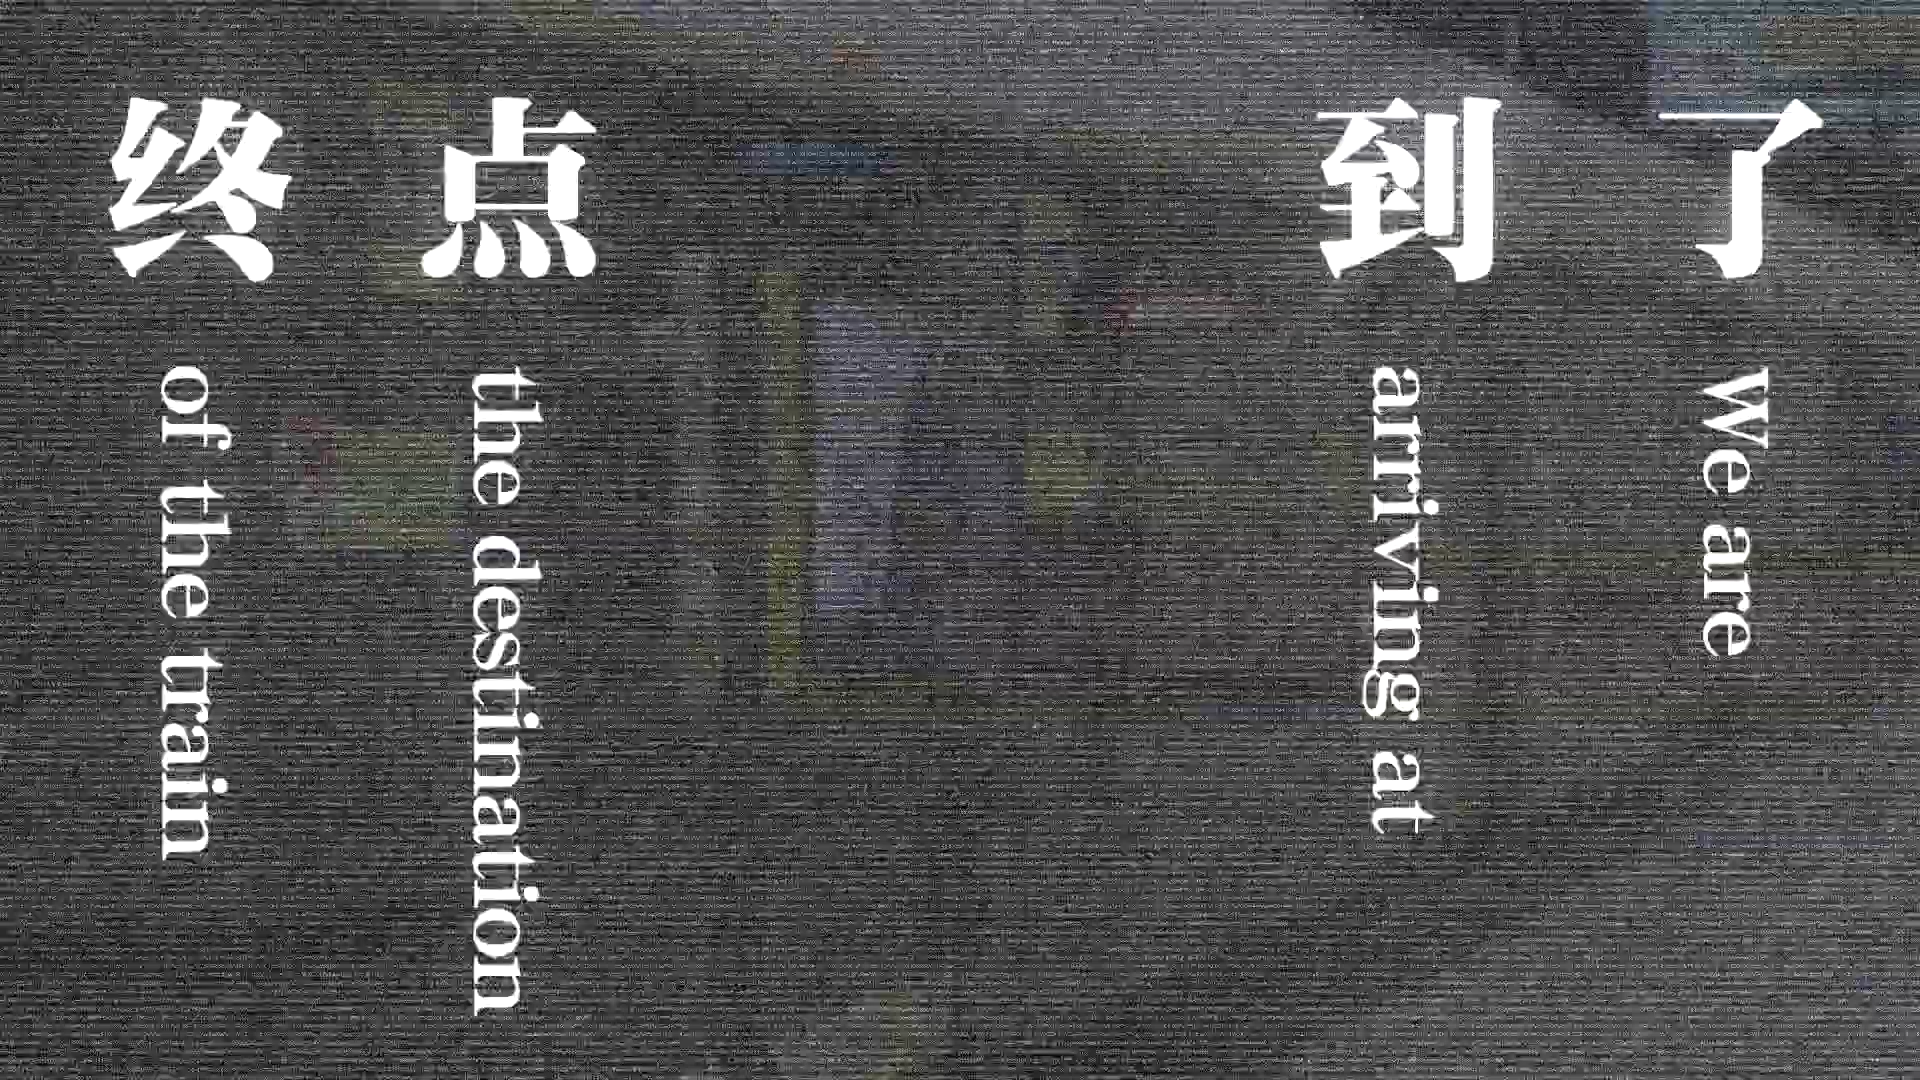 终点 到了
We are
arriving at
the destination
of the train